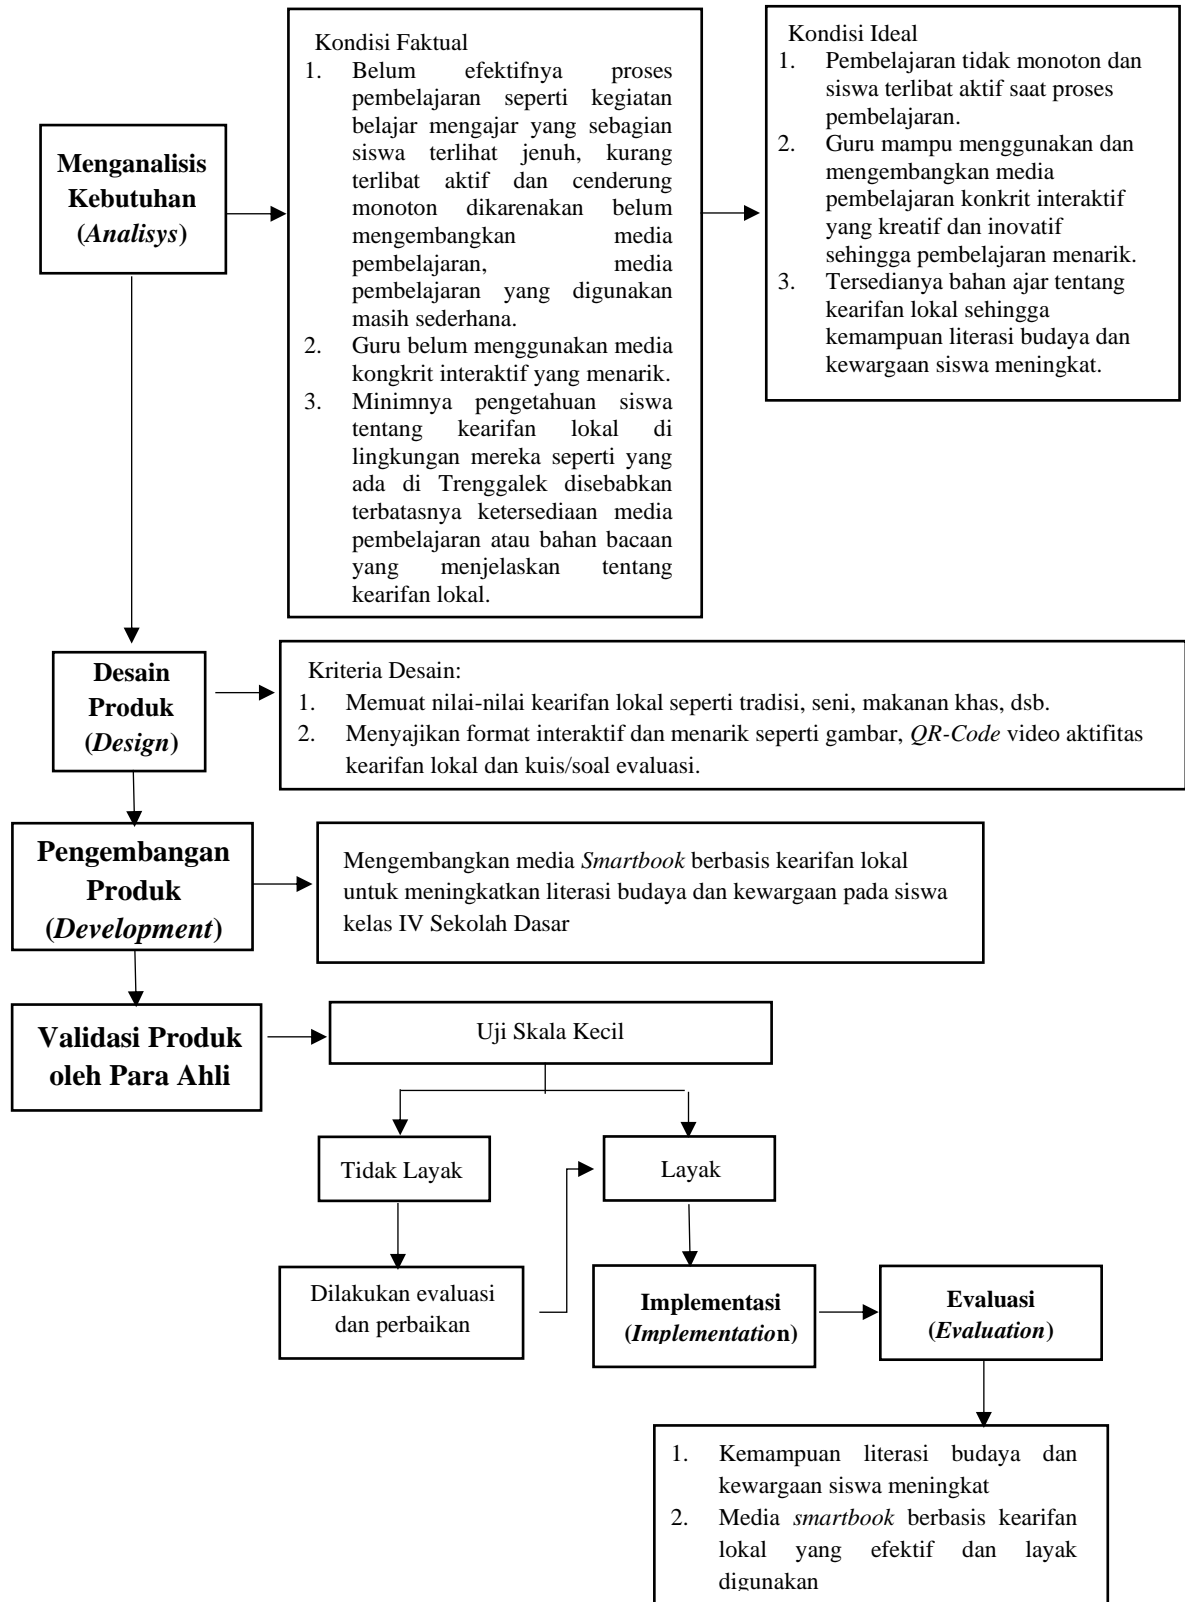 Menganalisis
Kebutuhan
(Analisys)
Kondisi Faktual
1. Belum efektifnya proses
pembelajaran seperti kegiatan
belajar mengajar yang sebagian
siswa terlihat jenuh, kurang
terlibat aktif dan cenderung
monoton dikarenakan belum
mengembangkan media
pembelajaran, media
pembelajaran yang digunakan
masih sederhana.
2. Guru belum menggunakan media
kongkrit interaktif yang menarik.
3. Minimnya pengetahuan siswa
tentang kearifan lokal di
lingkungan mereka seperti yang
ada di Trenggalek disebabkan
terbatasnya ketersediaan media
pembelajaran atau bahan bacaan
yang menjelaskan tentang
kearifan lokal.
Kondisi Ideal
1. Pembelajaran tidak monoton dan
siswa terlibat aktif saat proses
pembelajaran.
2. Guru mampu menggunakan dan
mengembangkan media
pembelajaran konkrit interaktif
yang kreatif dan inovatif
sehingga pembelajaran menarik.
3. Tersedianya bahan ajar tentang
kearifan lokal sehingga
kemampuan literasi budaya dan
kewargaan siswa meningkat.
Desain
Produk
(Design)
Kriteria Desain:
1. Memuat nilai-nilai kearifan lokal seperti tradisi, seni, makanan khas, dsb.
2. Menyajikan format interaktif dan menarik seperti gambar, QR-Code video aktifitas
kearifan lokal dan kuis/soal evaluasi.
Pengembangan
Produk
(Development)
Mengembangkan media Smartbook berbasis kearifan lokal
untuk meningkatkan literasi budaya dan kewargaan pada siswa
kelas IV Sekolah Dasar
Validasi Produk
oleh Para Ahli
Uji Skala Kecil
Tidak Layak
Layak
Dilakukan evaluasi
dan perbaikan
Implementasi
(Implementation)
Evaluasi
(Evaluation)
1. Kemampuan literasi budaya dan
kewargaan siswa meningkat
2. Media smartbook berbasis kearifan
lokal yang efektif dan layak
digunakan